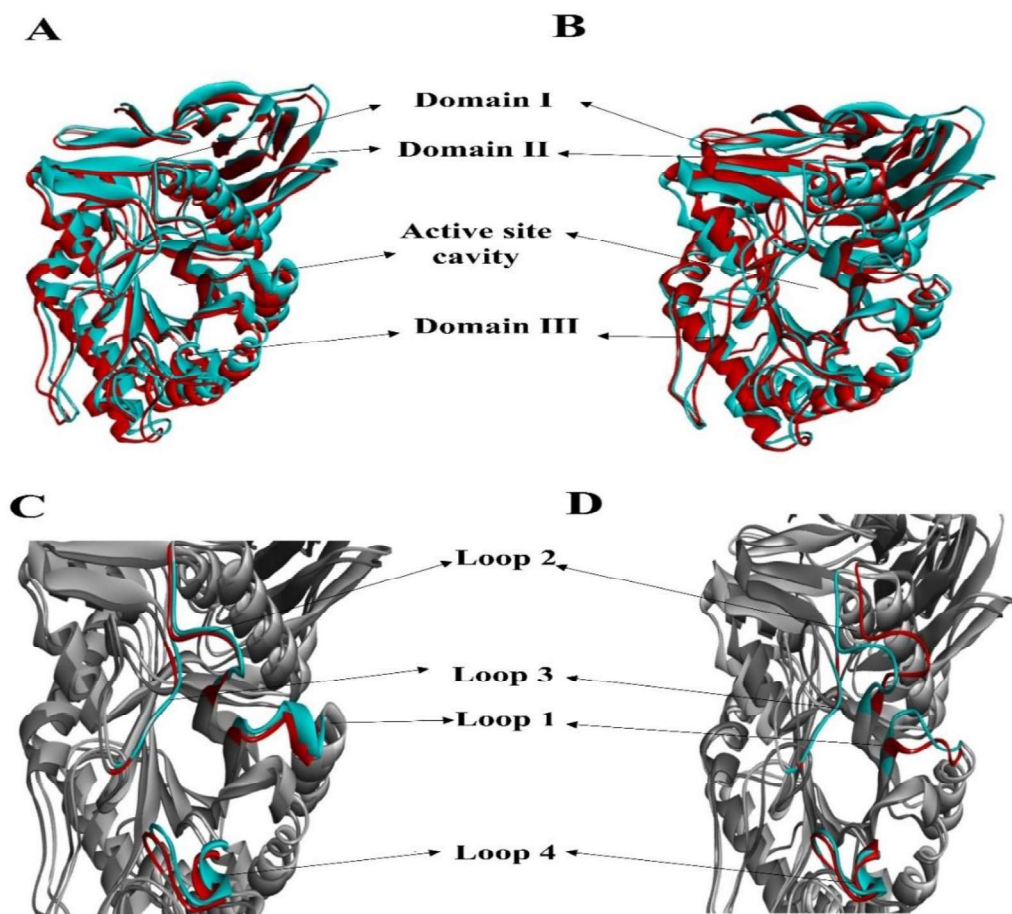 A
B
Domain I
Domain II
Active site
cavity
Domain III
C
D
Loop 2
Loop 3
Loop 1
Loop 4